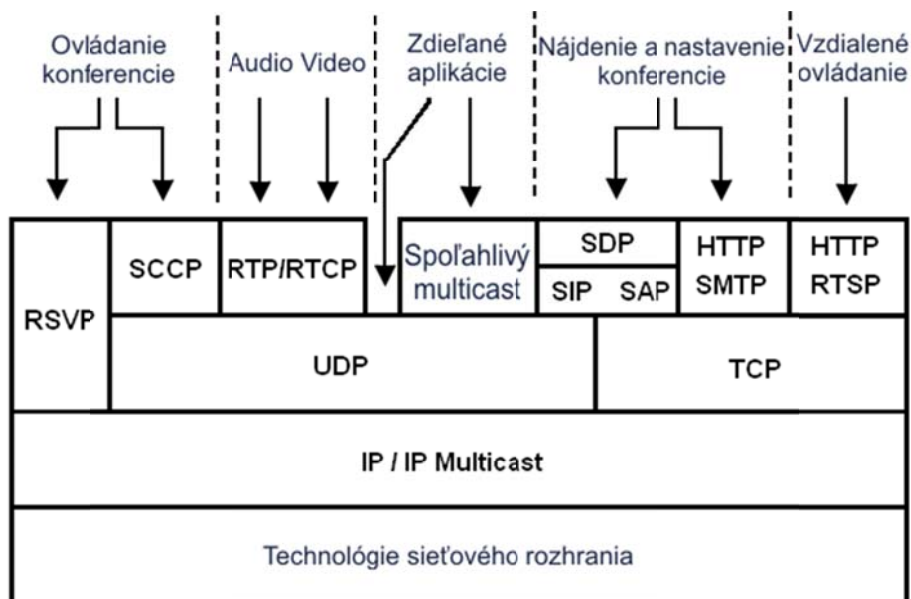 Ovládanie
konferencie
Audio Video
Zdieľané
aplikácie
Nájdenie a nastavenie
konferencie
Vzdialené
ovládanie
RSVP
SCCP
RTP/RTCP
Spoľahlivý
multicast
SDP
SIP SAP
HTTP
SMTP
HTTP
RTSP
UDP
TCP
IP / IP Multicast
Technológie sieťového rozhrania